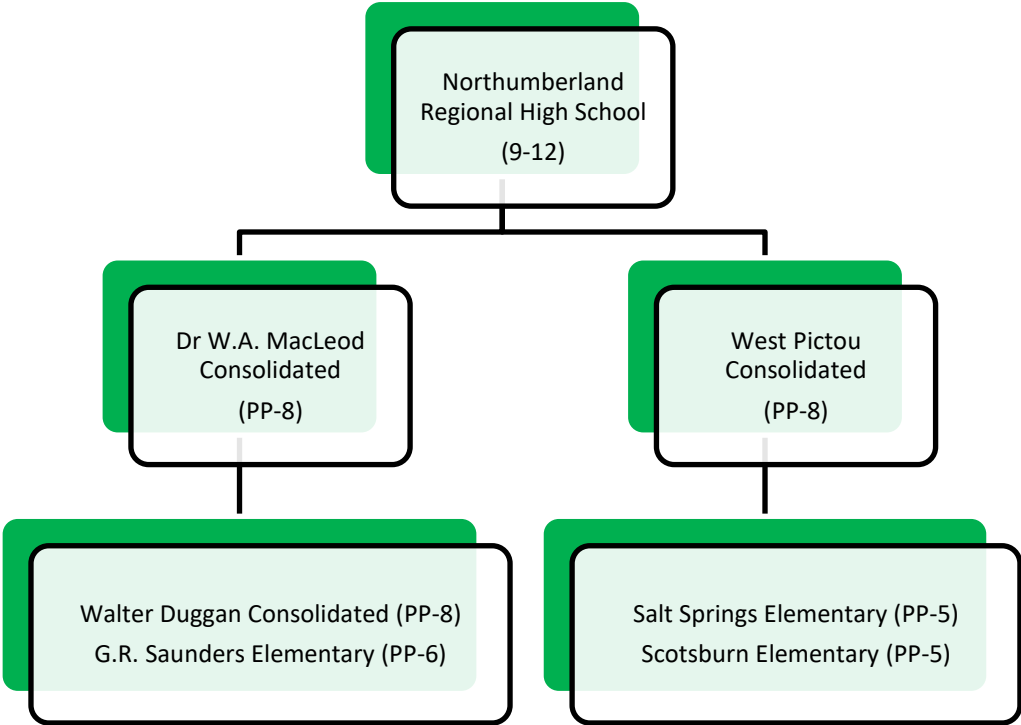 Northumberland
Regional High School
(9-12)
Dr W.A. MacLeod
Consolidated
(PP-8)
West Pictou
Consolidated
(PP-8)
Walter Duggan Consolidated (PP-8)
G.R. Saunders Elementary (PP-6)
Salt Springs Elementary (PP-5)
Scotsburn Elementary (PP-5)